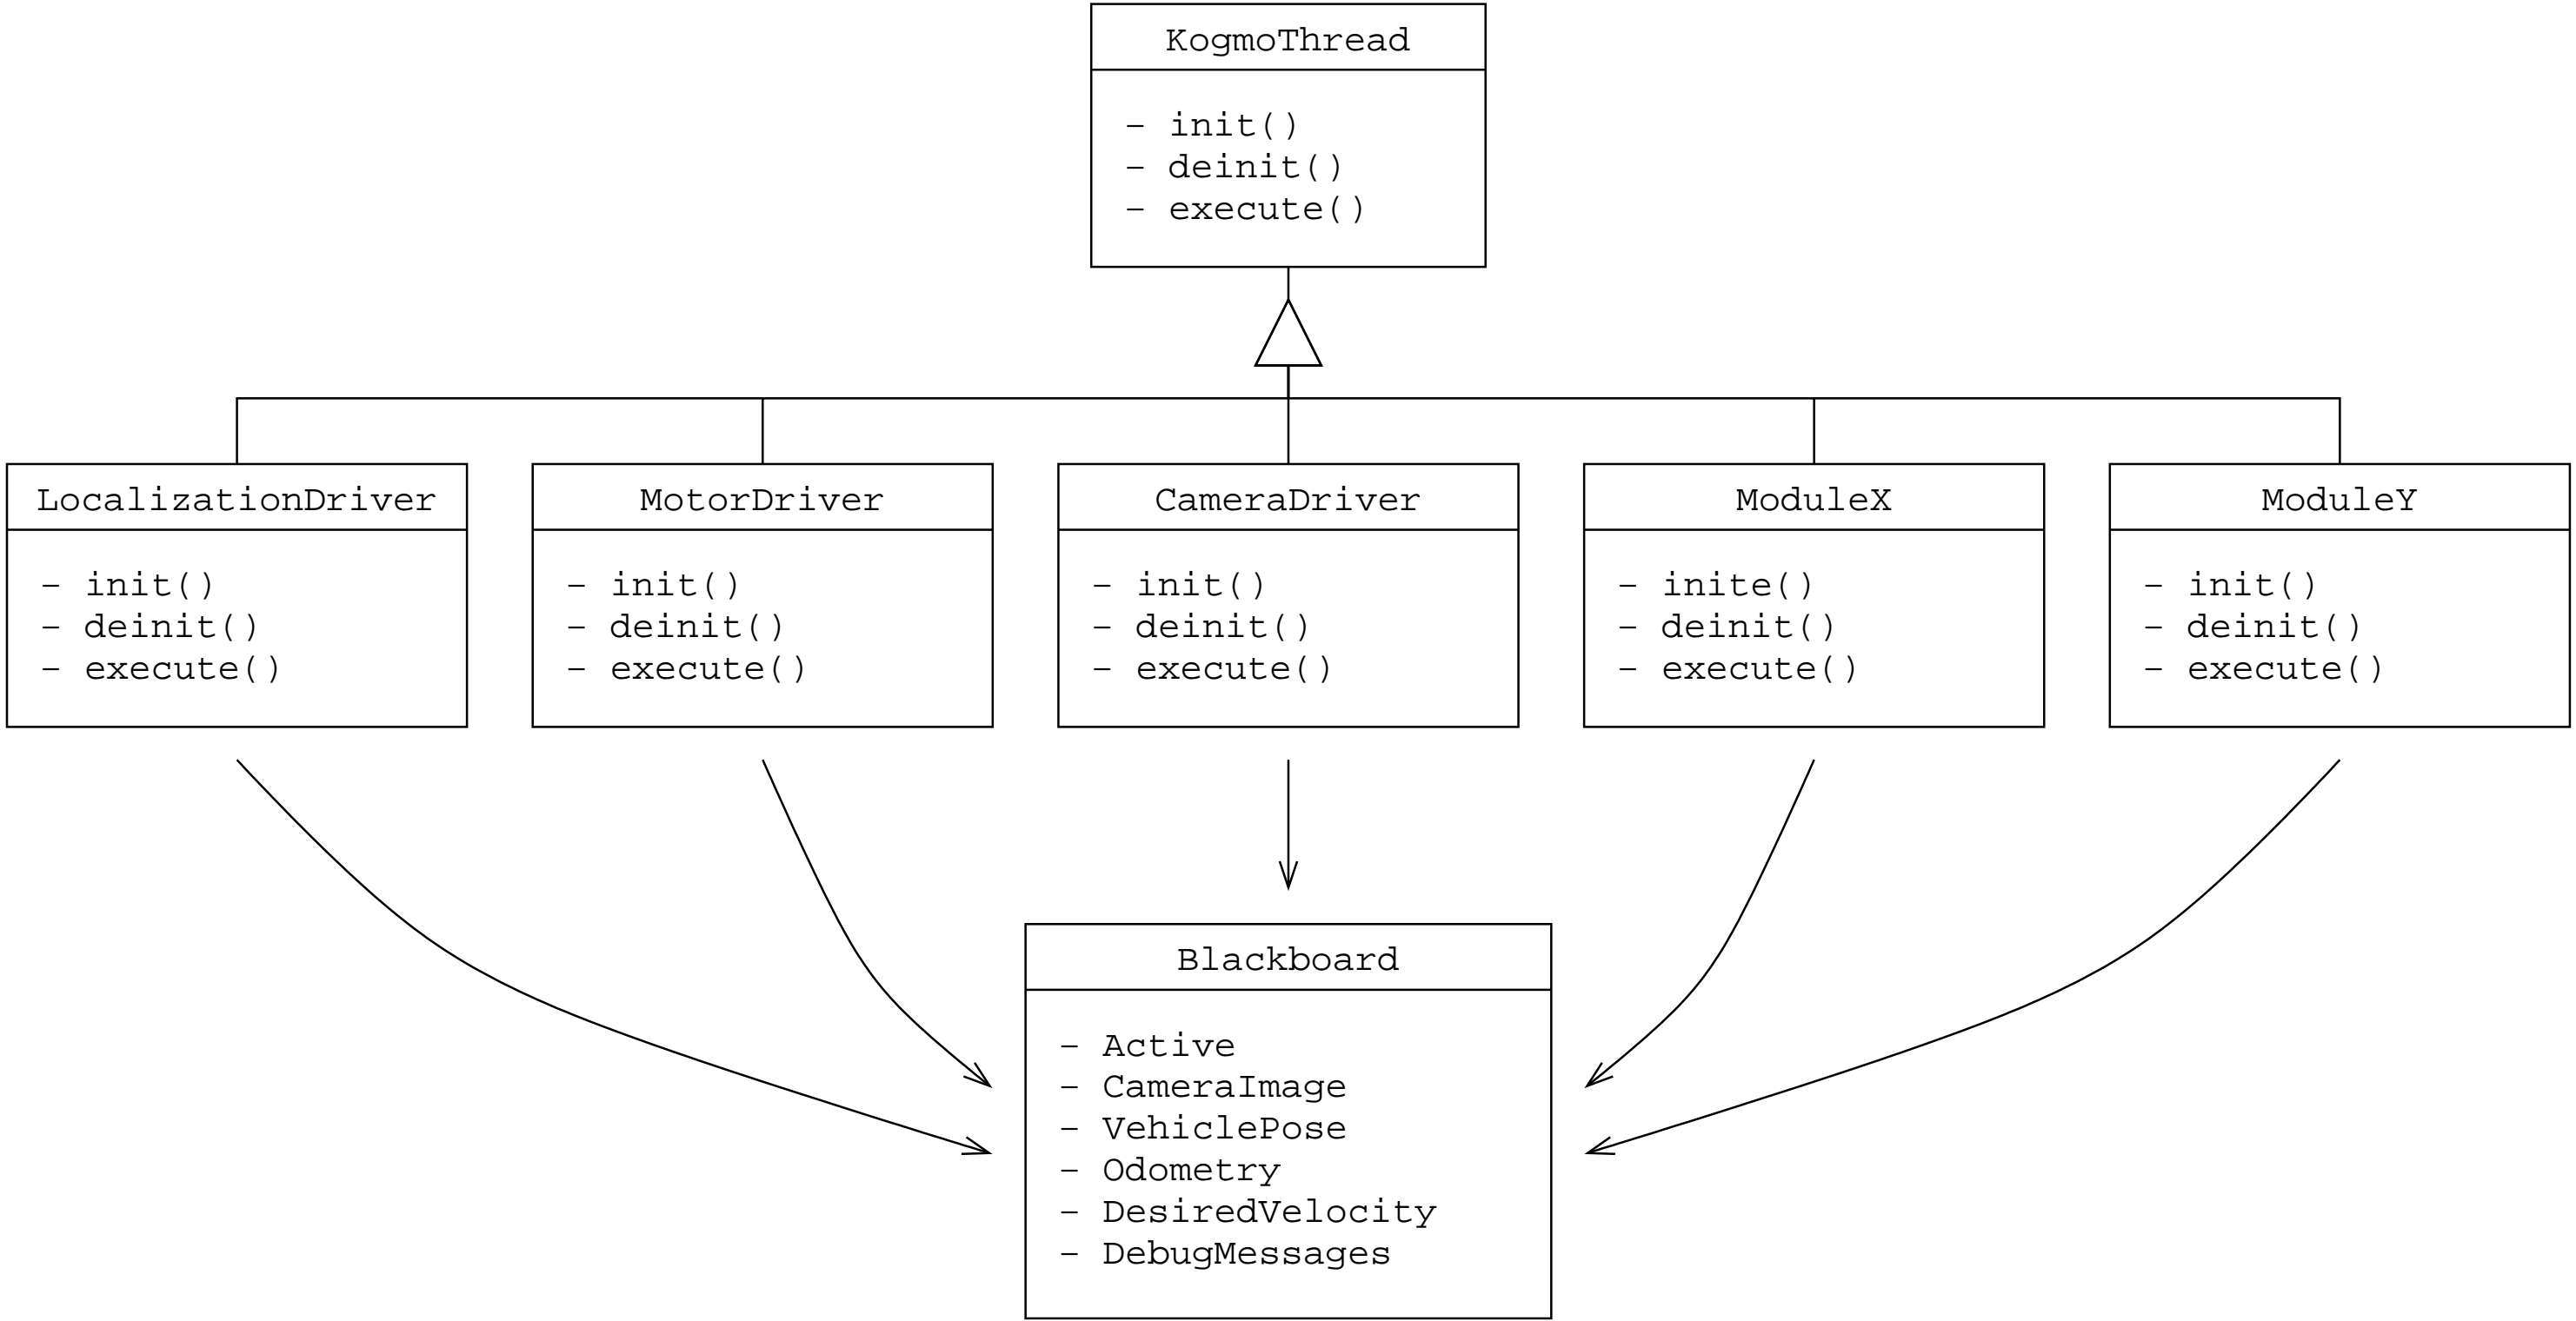 KogmoThread
– init()
– deinit()
– execute()
LocalizationDriver
– init()
– deinit()
– execute()
MotorDriver
– init()
– deinit()
– execute()
CameraDriver
– init()
– deinit()
– execute()
ModuleX
– inite()
– deinit()
– execute()
ModuleY
– init()
– deinit()
– execute()
Blackboard
– Active
– CameraImage
– VehiclePose
– Odometry
– DesiredVelocity
– DebugMessages